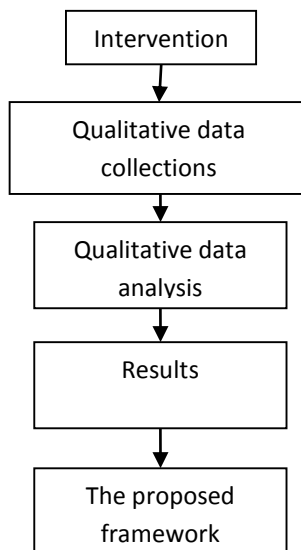 Intervention
Qualitative data
collections
Qualitative data
analysis
Results
The proposed
framework